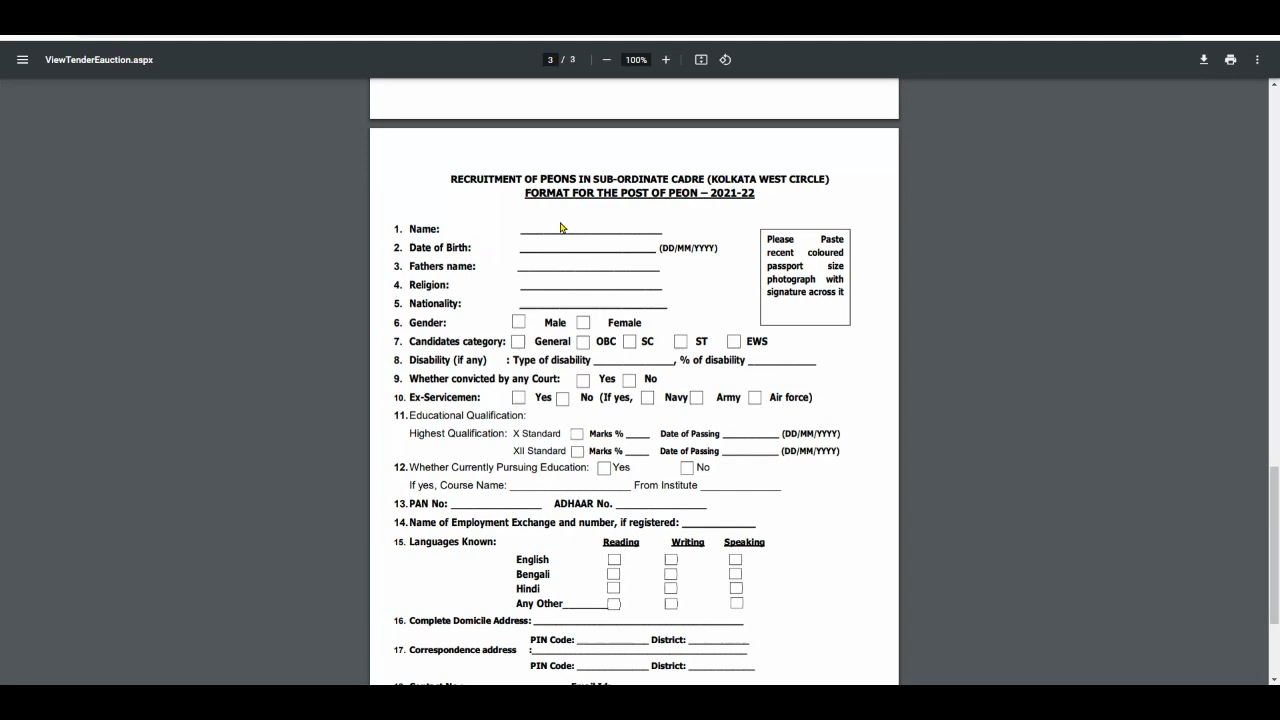 ViewTenderEauction.aspx
3 / 3
100%
RECRUITMENT OF PEONS IN SUB-ORDINATE CADRE (KOLKATA WEST CIRCLE)
FORMAT FOR THE POST OF PEON – 2021-22
1. Name: ____________________
2. Date of Birth: ____________________ (DD/MM/YYYY)
3. Fathers name: ____________________
4. Religion: ____________________
5. Nationality: ____________________
Please Paste
recent coloured
passport size
photograph with
signature across it
6. Gender: Male Female
7. Candidates category: General OBC SC ST EWS
8. Disability (if any) : Type of disability ____________, % of disability __________
9. Whether convicted by any Court: Yes No
10. Ex-Servicemen: Yes No (If yes, Navy Army Air force)
11. Educational Qualification:
Highest Qualification: X Standard Marks % _____ Date of Passing ___________ (DD/MM/YYYY)
XII Standard Marks % _____ Date of Passing ___________ (DD/MM/YYYY)
12. Whether Currently Pursuing Education: Yes No
If yes, Course Name: ______________________ From Institute _______________
13. PAN No: ______________ ADHAAR No. ______________
14. Name of Employment Exchange and number, if registered: ___________
15. Languages Known: Reading Writing Speaking
English
Bengali
Hindi
Any Other________
16. Complete Domicile Address: ______________________________
PIN Code: ____________ District: __________
17. Correspondence address :______________________________
PIN Code: ____________ District: __________